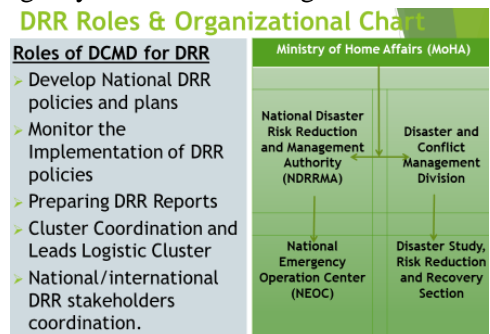 DRR Roles & Organizational Chart
Roles of DCMD for DRR
Develop National DRR
policies and plans
Monitor the
Implementation of DRR
policies
Preparing DRR Reports
Cluster Coordination and
Leads Logistic Cluster
National/international
DRR stakeholders
coordination.
Ministry of Home Affairs (MoHA)
National Disaster
Risk Reduction
and Management
Authority
(NDRRMA)
Disaster and
Conflict
Management
Division
National
Emergency
Operation Center
(NEOC)
Disaster Study,
Risk Reduction
and Recovery
Section